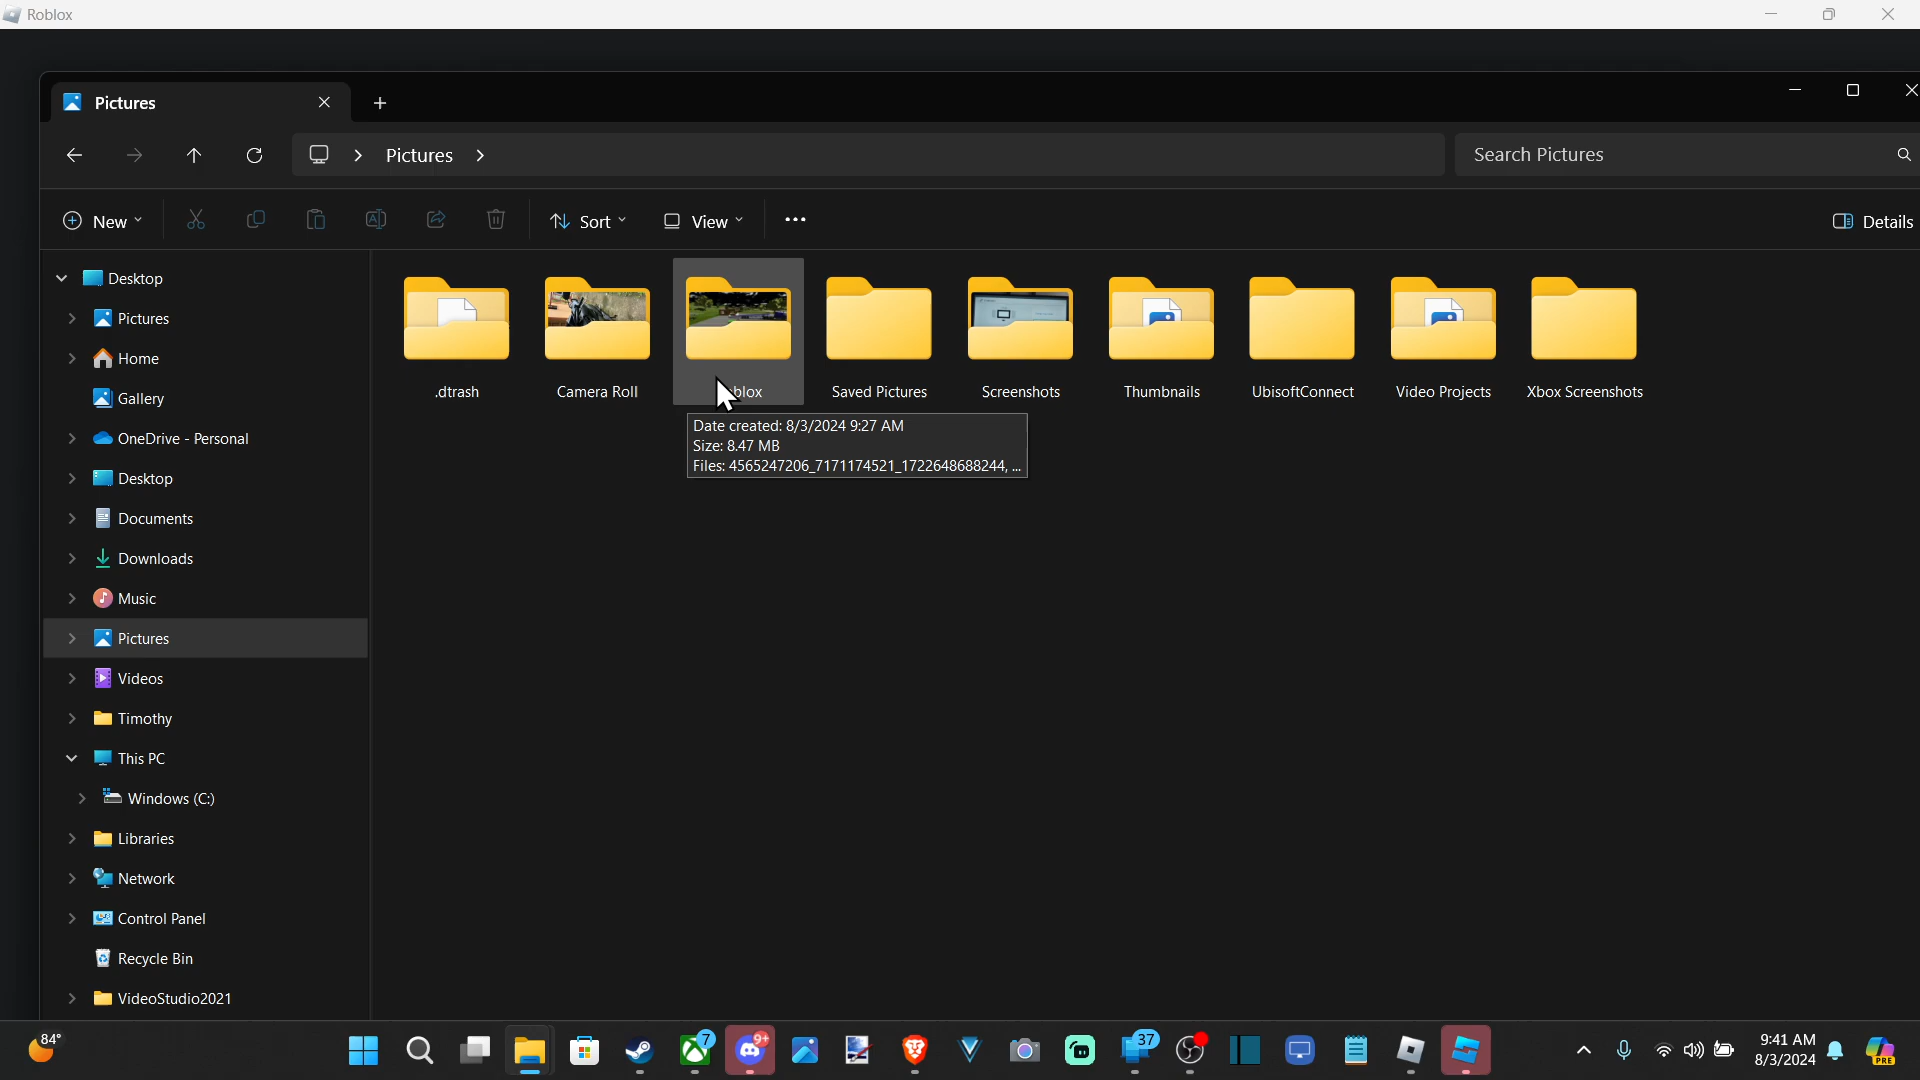 Roblox
Pictures
Pictures
Search Pictures
New
Sort
View
Details
Desktop
Pictures
Home
Gallery
OneDrive - Personal
Desktop
Documents
Downloads
Music
Pictures
Videos
Timothy
This PC
Windows (C:)
Libraries
Network
Control Panel
Recycle Bin
VideoStudio2021
.dtrash
Camera Roll
blox
Saved Pictures
Screenshots
Thumbnails
UbisoftConnect
Video Projects
Xbox Screenshots
Date created: 8/3/2024 9:27 AM
Size: 8.47 MB
Files: 4565247206_7171174521_1722648688244, ...
84°
7
9+
37
9:41 AM
8/3/2024
PRE